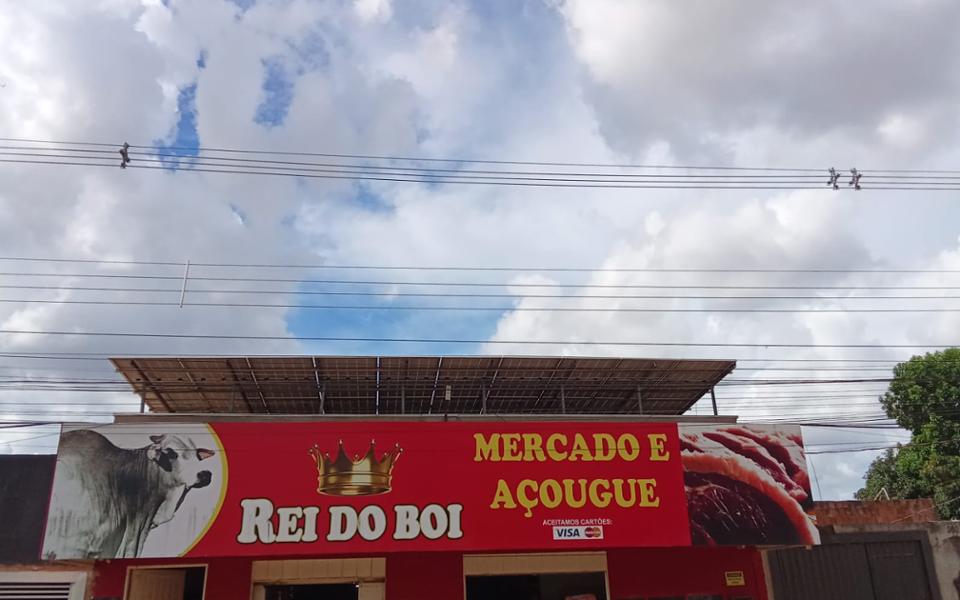 MERCADO E
AÇOUGUE
REI DO BOI
ACEITAMOS CARTÕES:
VISA